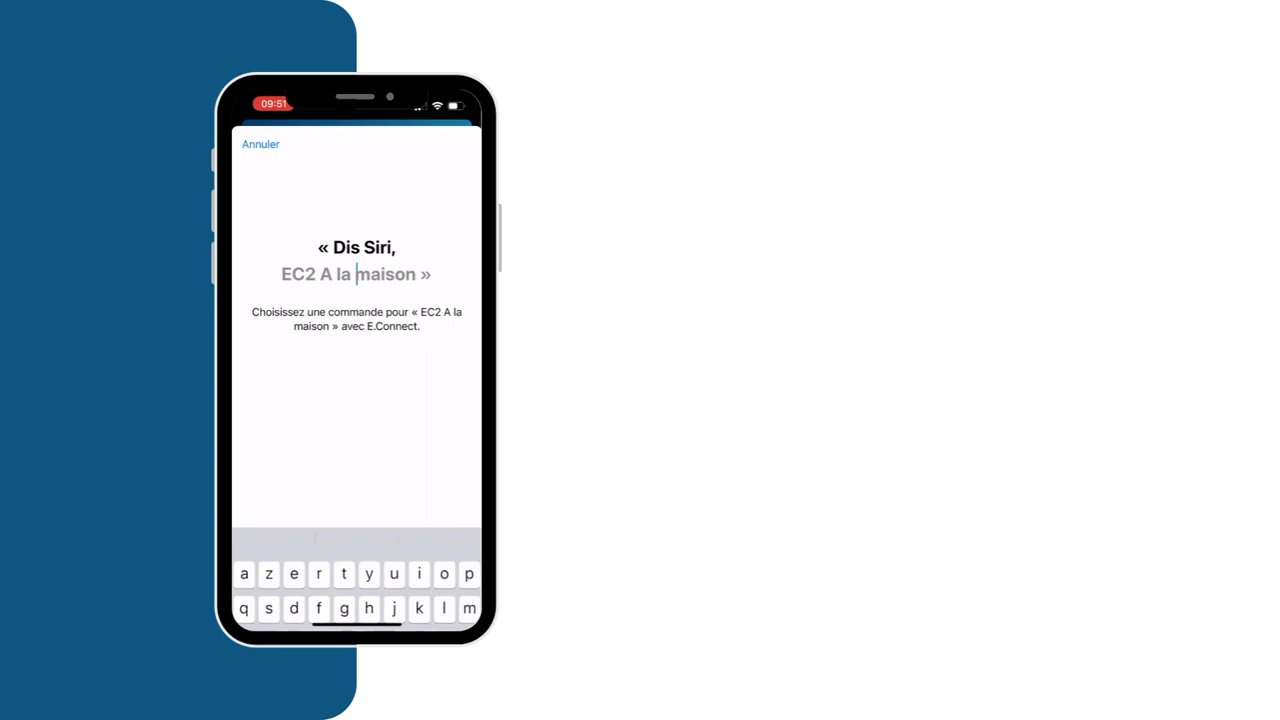 09:51
Annuler
« Dis Siri,
EC2 A la maison »
Choisissez une commande pour « EC2 A la
maison » avec E.Connect.
a z e r t y u i o p
q s d f g h j k l m